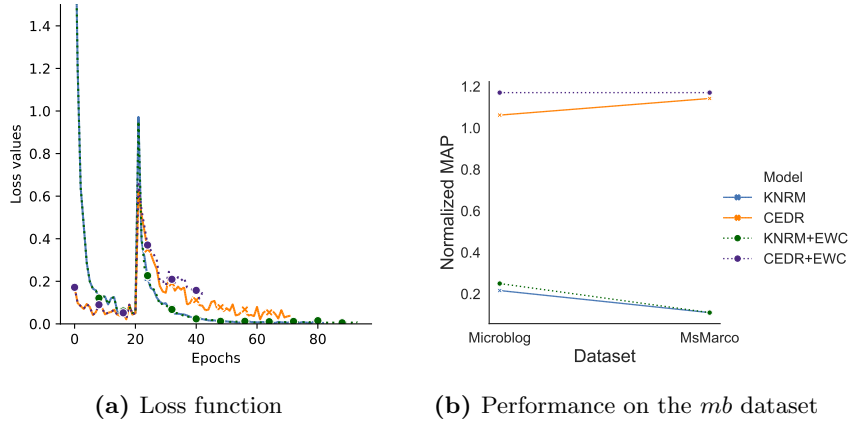 1.4
1.2
1.0
0.8
0.6
0.4
0.2
0.0
Loss values
0 20 40 60 80
Epochs
(a) Loss function
1.2
1.0
0.8
0.6
0.4
0.2
Normalized MAP
Microblog MsMarco
Dataset
Model
KNRM
CEDR
KNRM+EWC
CEDR+EWC
(b) Performance on the mb dataset